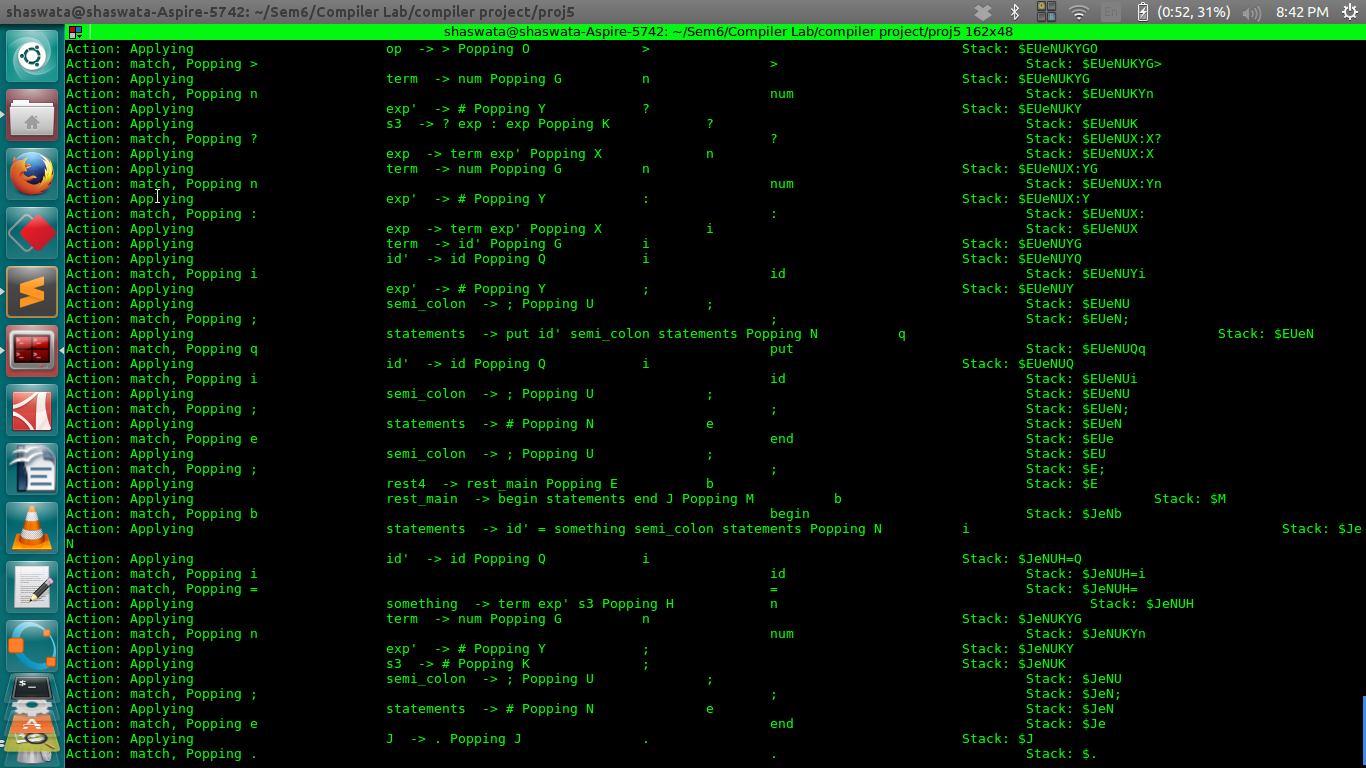 shaswata@shaswata-Aspire-5742: ~/Sem6/Compiler Lab/compiler project/proj5 En (0:52, 31%) 8:42 PM
shaswata@shaswata-Aspire-5742: ~/Sem6/Compiler Lab/compiler project/proj5 162x48
Action: Applying op -> > Popping O > Stack: $EUeNUKYGO
Action: match, Popping > > Stack: $EUeNUKYG>
Action: Applying term -> num Popping G n Stack: $EUeNUKYG
Action: match, Popping n num Stack: $EUeNUKYn
Action: Applying exp' -> # Popping Y ? Stack: $EUeNUKY
Action: Applying s3 -> ? exp : exp Popping K ? Stack: $EUeNUK
Action: match, Popping ? ? Stack: $EUeNUX:X?
Action: Applying exp -> term exp' Popping X n Stack: $EUeNUX:X
Action: Applying term -> num Popping G n Stack: $EUeNUX:YG
Action: match, Popping n num Stack: $EUeNUX:Yn
Action: Applying exp' -> # Popping Y : Stack: $EUeNUX:Y
Action: match, Popping : : Stack: $EUeNUX:
Action: Applying exp -> term exp' Popping X i Stack: $EUeNUX
Action: Applying term -> id' Popping G i Stack: $EUeNUYG
Action: Applying id' -> id Popping Q i Stack: $EUeNUYQ
Action: match, Popping i id Stack: $EUeNUYi
Action: Applying exp' -> # Popping Y ; Stack: $EUeNUY
Action: Applying semi_colon -> ; Popping U ; Stack: $EUeNU
Action: match, Popping ; ; Stack: $EUeN;
Action: Applying statements -> put id' semi_colon statements Popping N q Stack: $EUeN
Action: match, Popping q put Stack: $EUeNUQq
Action: Applying id' -> id Popping Q i Stack: $EUeNUQ
Action: match, Popping i id Stack: $EUeNUi
Action: Applying semi_colon -> ; Popping U ; Stack: $EUeNU
Action: match, Popping ; ; Stack: $EUeN;
Action: Applying statements -> # Popping N e Stack: $EUeN
Action: match, Popping e end Stack: $EUe
Action: Applying semi_colon -> ; Popping U ; Stack: $EU
Action: match, Popping ; ; Stack: $E;
Action: Applying rest4 -> rest_main Popping E b Stack: $E
Action: Applying rest_main -> begin statements end J Popping M b Stack: $M
Action: match, Popping b begin Stack: $JeNb
Action: Applying statements -> id' = something semi_colon statements Popping N i Stack: $Je
N
Action: Applying id' -> id Popping Q i Stack: $JeNUH=Q
Action: match, Popping i id Stack: $JeNUH=i
Action: match, Popping = = Stack: $JeNUH=
Action: Applying something -> term exp' s3 Popping H n Stack: $JeNUH
Action: Applying term -> num Popping G n Stack: $JeNUKYG
Action: match, Popping n num Stack: $JeNUKYn
Action: Applying exp' -> # Popping Y ; Stack: $JeNUKY
Action: Applying s3 -> # Popping K ; Stack: $JeNUK
Action: Applying semi_colon -> ; Popping U ; Stack: $JeNU
Action: match, Popping ; ; Stack: $JeN;
Action: Applying statements -> # Popping N e Stack: $JeN
Action: match, Popping e end Stack: $Je
Action: Applying J -> . Popping J . Stack: $J
Action: match, Popping . . Stack: $.